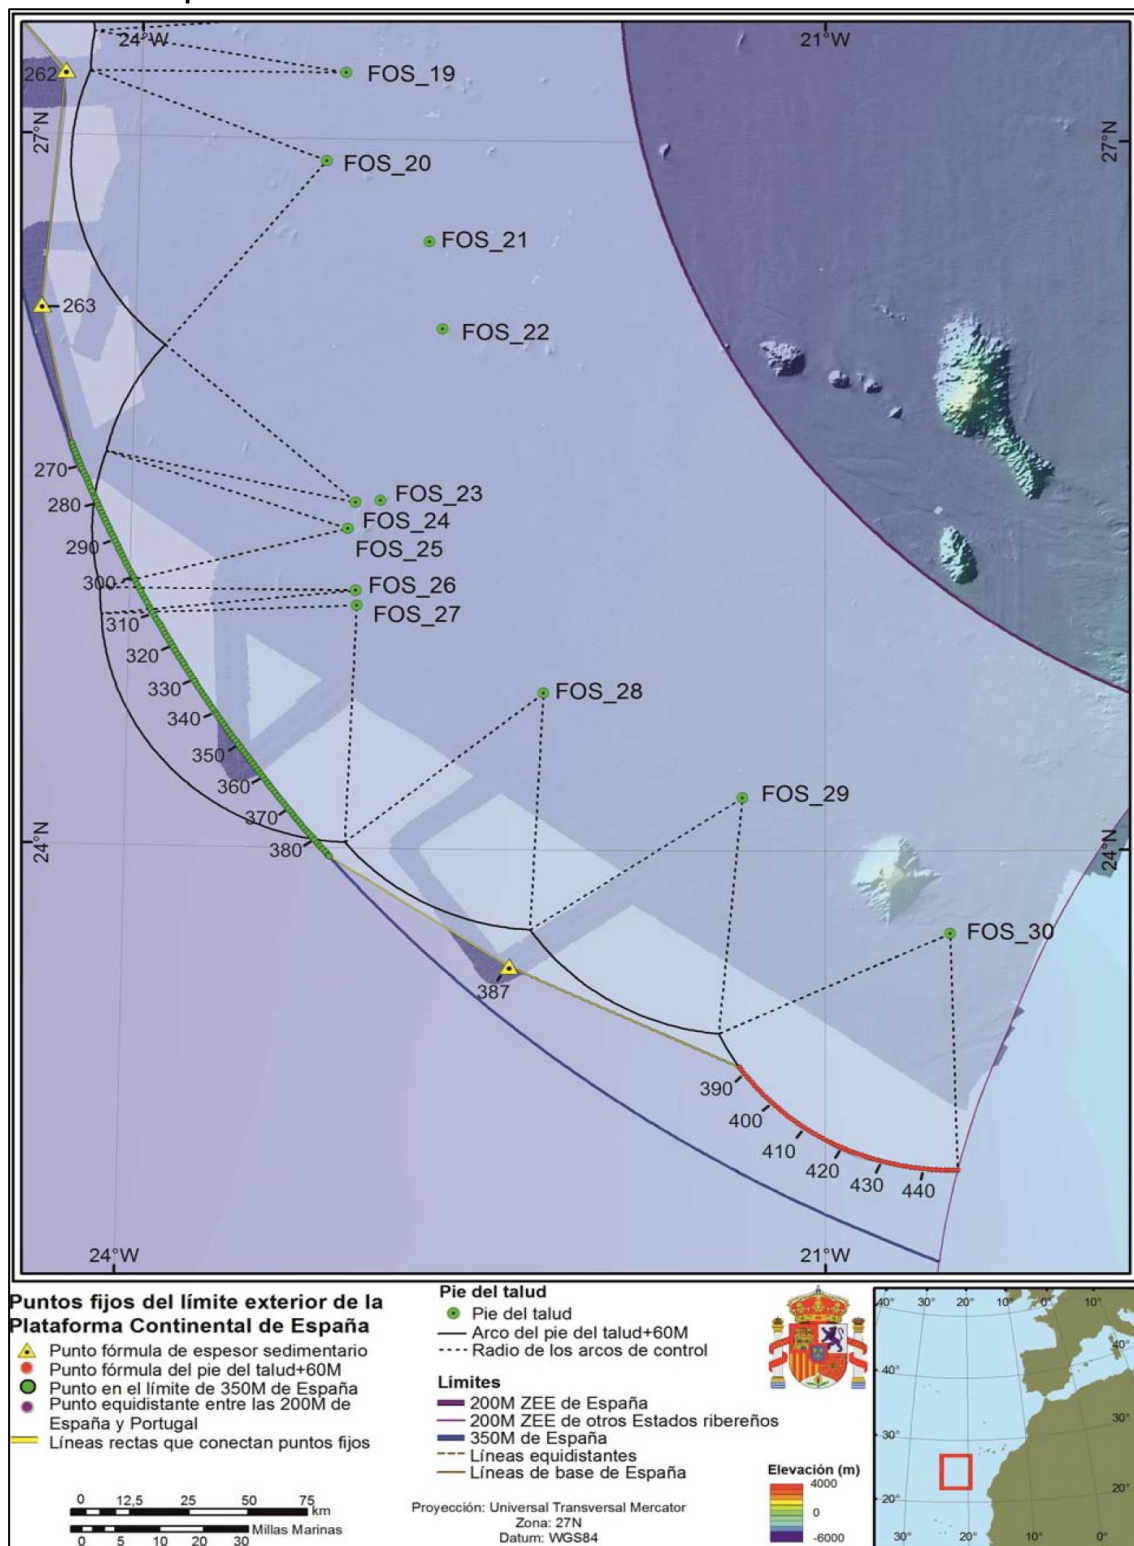 24°W
21°W
262
FOS_19
27°N
27°N
FOS_20
FOS_21
263
FOS_22
270
FOS_23
280
FOS_24
290
FOS_25
300
FOS_26
310
FOS_27
320
330
FOS_28
340
350
360
FOS_29
370
24°N
380
24°N
FOS_30
387
390
400
410
420
430
440
24°W
21°W
Puntos fijos del límite exterior de la
Plataforma Continental de España
Punto fórmula de espesor sedimentario
Punto fórmula del pie del talud+60M
Punto en el límite de 350M de España
Punto equidistante entre las 200M de
España y Portugal
Líneas rectas que conectan puntos fijos
0 12,5 25 50 75
km
Millas Marinas
0 5 10 20 30
Pie del talud
Pie del talud
Arco del pie del talud+60M
Radio de los arcos de control
Límites
200M ZEE de España
200M ZEE de otros Estados ribereños
350M de España
Líneas equidistantes
Líneas de base de España
Proyección: Universal Transversal Mercator
Zona: 27N
Datum: WGS84
Elevación (m)
4000
0
-6000
40° 30° 20° 10° 0° 10°
40°
40°
30°
30°
20°
20°
30° 20° 10° 0°